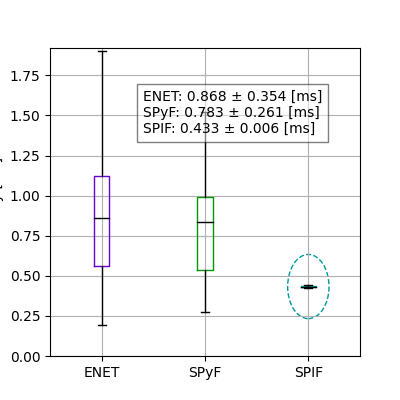 1.75
ENET: 0.868 ± 0.354 [ms]
SPyF: 0.783 ± 0.261 [ms]
SPIF: 0.433 ± 0.006 [ms]
1.50
1.25
1.00
0.75
0.50
0.25
0.00
ENET SPyF SPIF